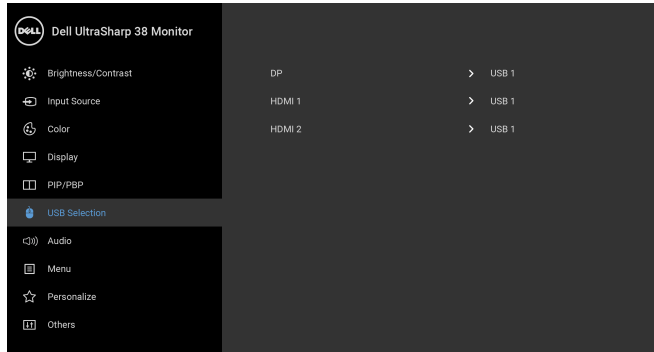 DELL Dell UltraSharp 38 Monitor
Brightness/Contrast
Input Source
Color
Display
PIP/PBP
USB Selection
Audio
Menu
Personalize
Others
DP > USB 1
HDMI 1 > USB 1
HDMI 2 > USB 1